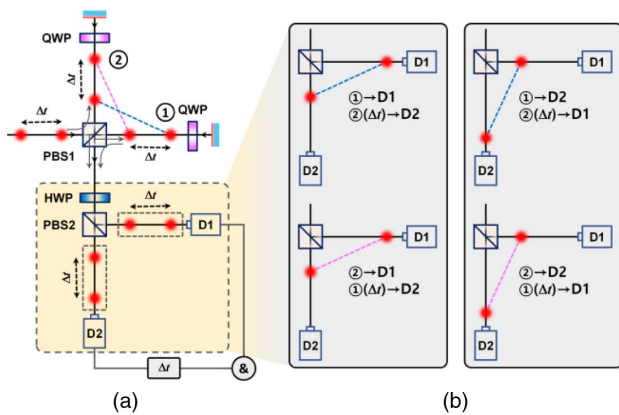 QWP
②
Δt
①
QWP
Δt
PBS1
Δt
HWP
Δt
PBS2
D1
Δt
D2
Δt
&
(a)
D1
①→D1
②(Δt)→D2
D2
D1
①→D2
②(Δt)→D1
D2
D1
②→D1
①(Δt)→D2
D2
D1
②→D2
①(Δt)→D1
D2
(b)